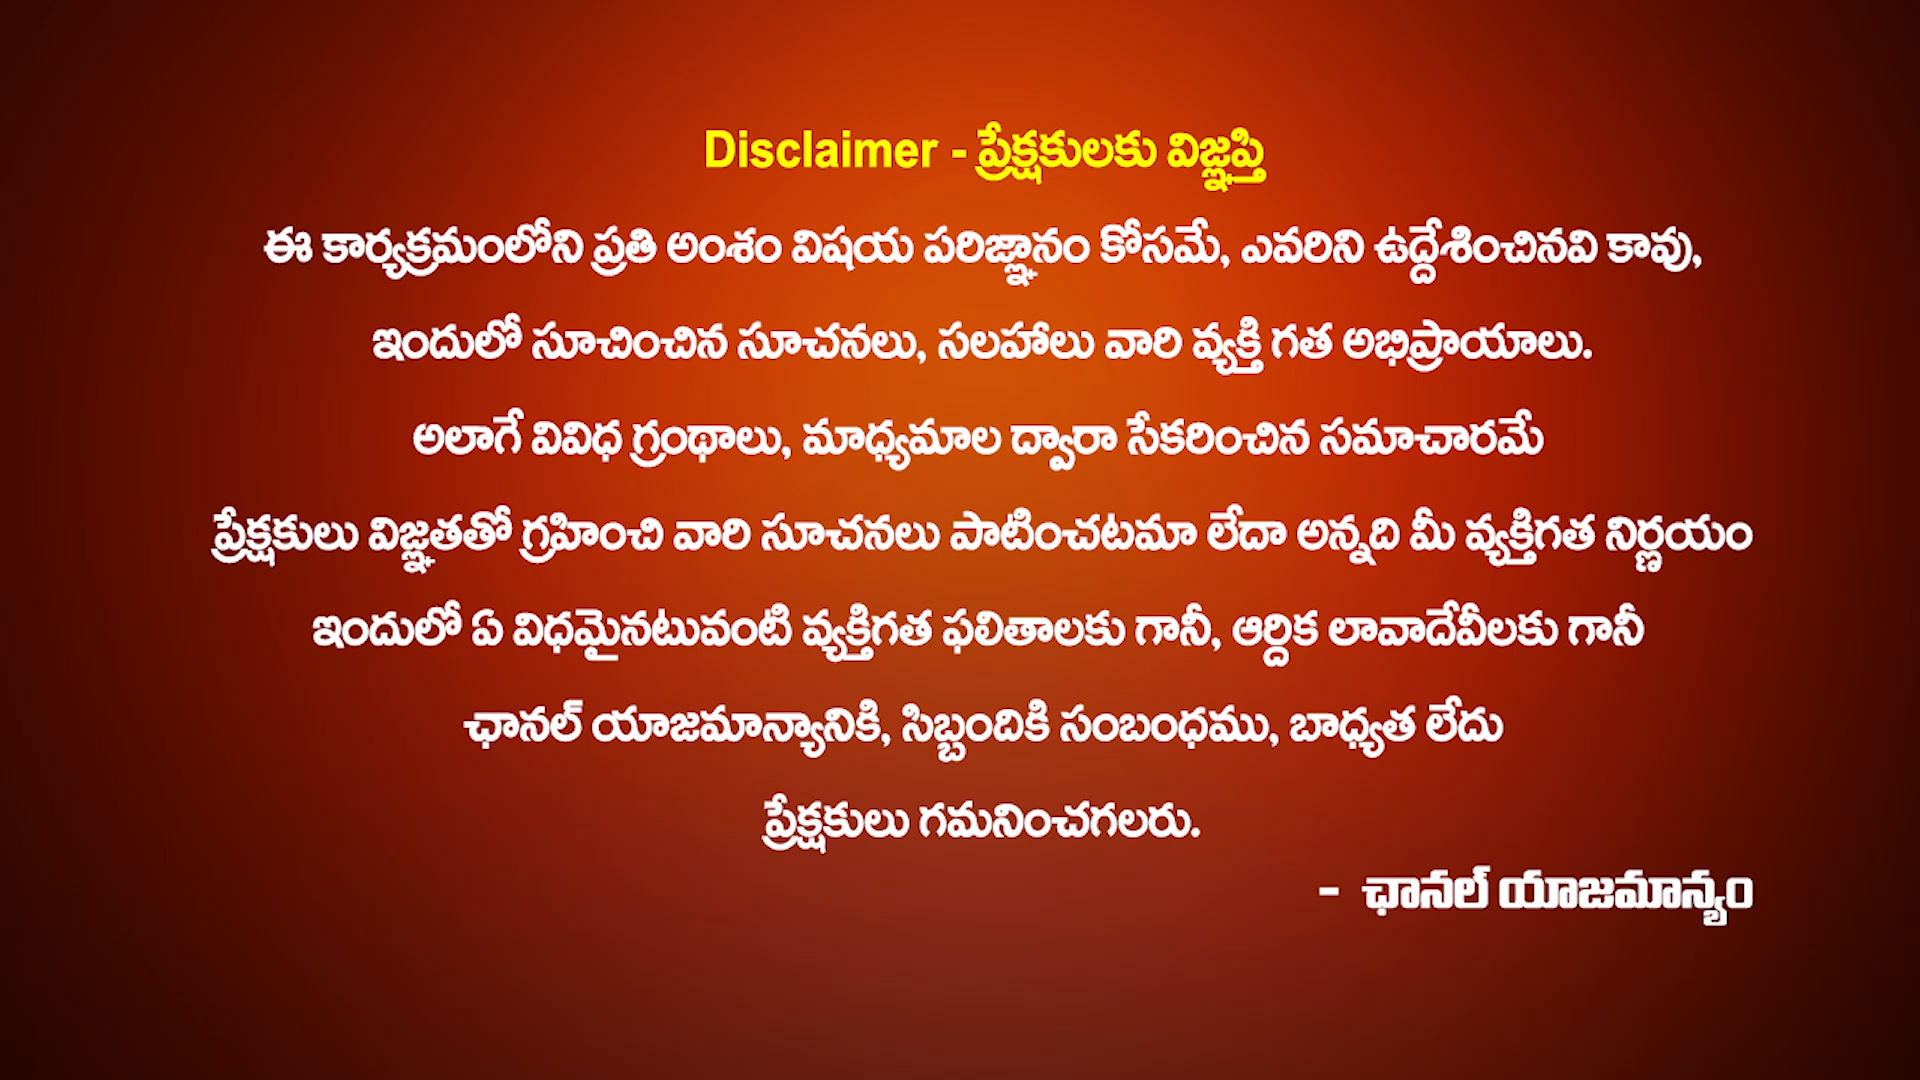 Disclaimer - ప్రేక్షకులకు విజ్ఞప్తి
ఈ కార్యక్రమంలోని ప్రతి అంశం విషయ పరిజ్ఞానం కోసమే, ఎవరిని ఉద్దేశించినవి కావు,
ఇందులో సూచించిన సూచనలు, సలహాలు వారి వ్యక్తి గత అభిప్రాయాలు.
అలాగే వివిధ గ్రంథాలు, మాధ్యమాల ద్వారా సేకరించిన సమాచారమే
ప్రేక్షకులు విజ్ఞతతో గ్రహించి వారి సూచనలు పాటించటమా లేదా అన్నది మీ వ్యక్తిగత నిర్ణయం
ఇందులో ఏ విధమైనటువంటి వ్యక్తిగత ఫలితాలకు గానీ, ఆర్దిక లావాదేవీలకు గానీ
ఛానల్ యాజమాన్యానికి, సిబ్బందికి సంబంధము, బాధ్యత లేదు
ప్రేక్షకులు గమనించగలరు.
- ఛానల్ యాజమాన్యం